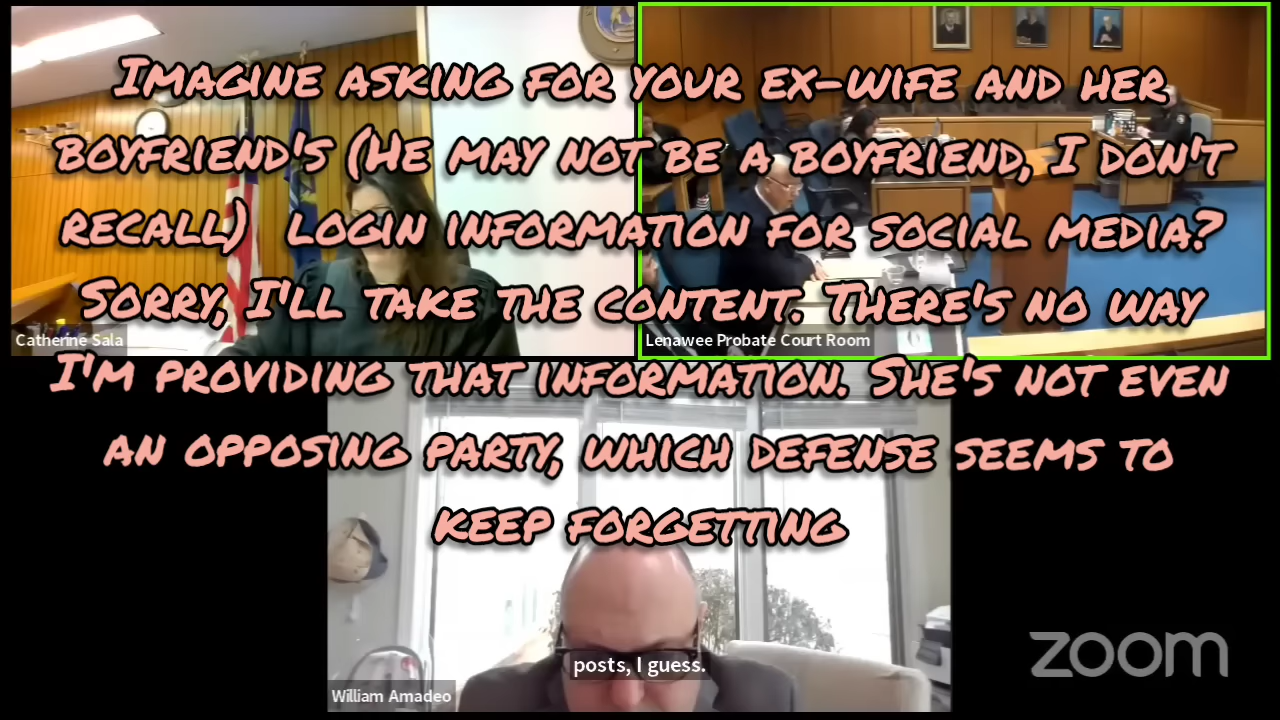 Imagine asking for your ex-wife and her
boyfriend's (He may not be a boyfriend, I don't
recall) login information for social media?
Sorry, I'll take the content. There's no way
Catherine Sala
Lenawee Probate Court Room
I'm providing that information. She's not even
an opposing party, which defense seems to
keep forgetting
zoom
posts, I guess.
William Amadeo